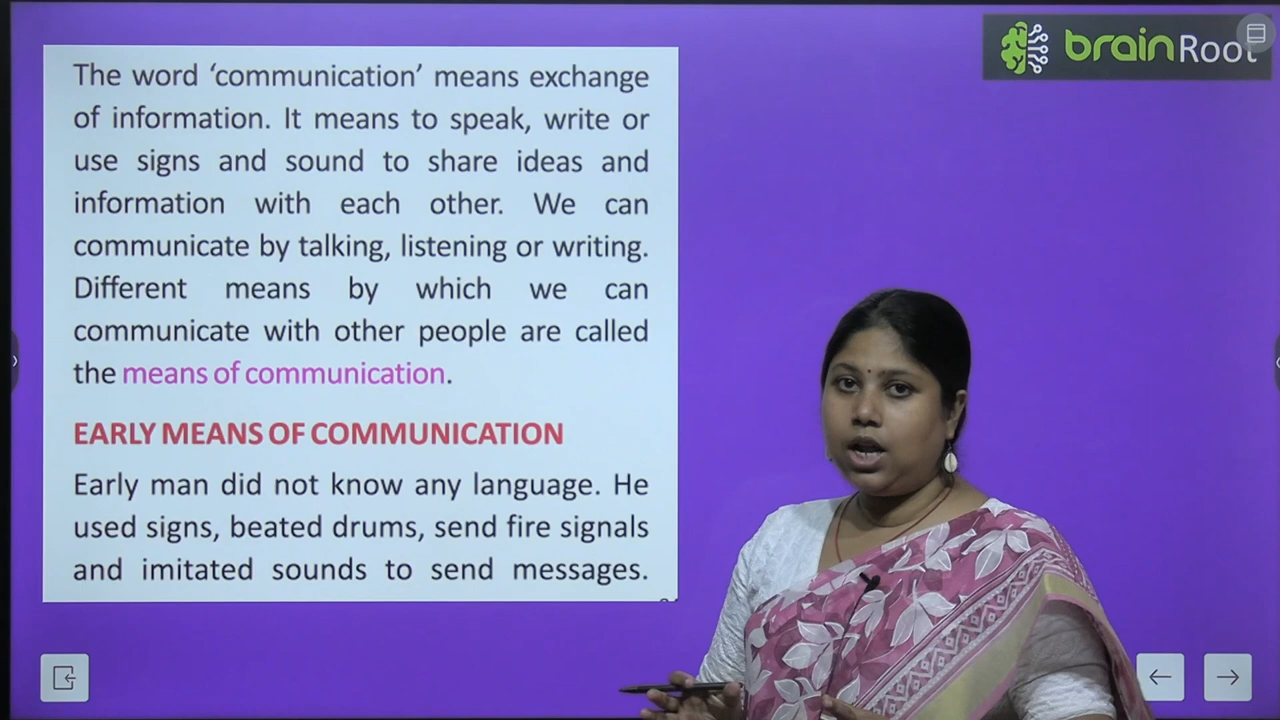 The word ‘communication’ means exchange
of information. It means to speak, write or
use signs and sound to share ideas and
information with each other. We can
communicate by talking, listening or writing.
Different means by which we can
communicate with other people are called
the means of communication.
EARLY MEANS OF COMMUNICATION
Early man did not know any language. He
used signs, beated drums, send fire signals
and imitated sounds to send messages.
brainRoot